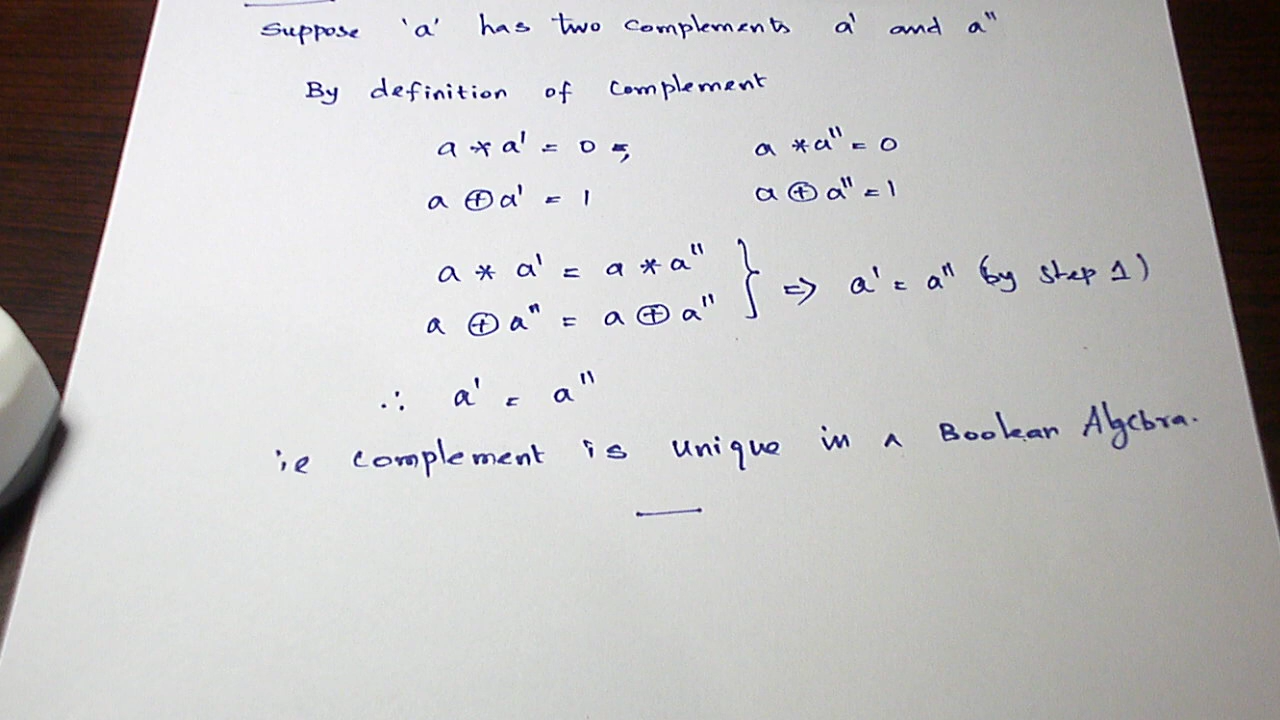 Suppose 'a' has two complements a' and a''
By definition of complement
a * a' = 0 ; a * a'' = 0
a ⊕ a' = 1 a ⊕ a'' = 1
a * a' = a * a''
a ⊕ a'' = a ⊕ a'' } => a' = a'' (by step 1)
∴ a' = a''
ie complement is unique in a Boolean Algebra.